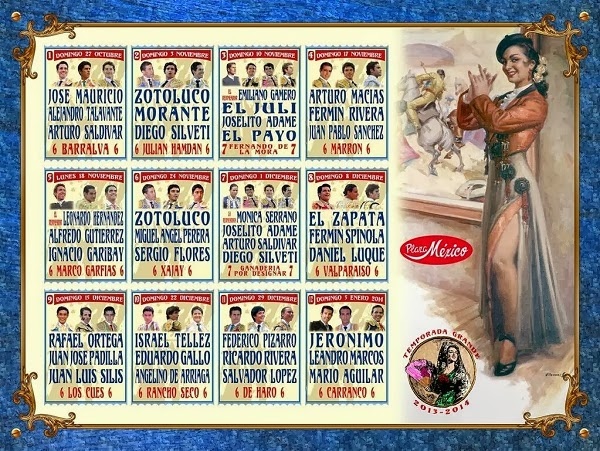 1 DOMINGO 27 OCTUBRE
JOSE MAURICIO
ALEJANDRO TALAVANTE
ARTURO SALDIVAR
6 BARRALVA 6
2 DOMINGO 3 NOVIEMBRE
ZOTOLUCO
MORANTE
DIEGO SILVETI
6 JULIAN HAMDAN 6
3 DOMINGO 10 NOVIEMBRE
EMILIANO GAMERO
EL JULI
JOSELITO ADAME
EL PAYO
7 FERNANDO DE LA MORA 7
4 DOMINGO 17 NOVIEMBRE
ARTURO MACIAS
FERMIN RIVERA
JUAN PABLO SANCHEZ
6 MARRON 6
5 LUNES 18 NOVIEMBRE
LEONARDO HERNANDEZ
ALFREDO GUTIERREZ
IGNACIO GARIBAY
6 MARCO GARFIAS 6
6 DOMINGO 24 NOVIEMBRE
ZOTOLUCO
MIGUEL ANGEL PERERA
SERGIO FLORES
6 XAJAY 6
7 DOMINGO 1 DICIEMBRE
MONICA SERRANO
JOSELITO ADAME
ARTURO SALDIVAR
DIEGO SILVETI
7 GANADERIA POR DESIGNAR 7
8 DOMINGO 8 DICIEMBRE
EL ZAPATA
FERMIN SPINOLA
DANIEL LUQUE
6 VALPARAISO 6
9 DOMINGO 15 DICIEMBRE
RAFAEL ORTEGA
JUAN JOSE PADILLA
JUAN LUIS SILIS
6 LOS CUES 6
10 DOMINGO 22 DICIEMBRE
ISRAEL TELLEZ
EDUARDO GALLO
ANGELINO DE ARRIAGA
6 RANCHO SECO 6
11 DOMINGO 29 DICIEMBRE
FEDERICO PIZARRO
RICARDO RIVERA
SALVADOR LOPEZ
6 DE HARO 6
12 DOMINGO 5 ENERO 2014
JERONIMO
LEANDRO MARCOS
MARIO AGUILAR
6 CARRANCO 6
Plaza México
TEMPORADA GRANDE
2013-2014